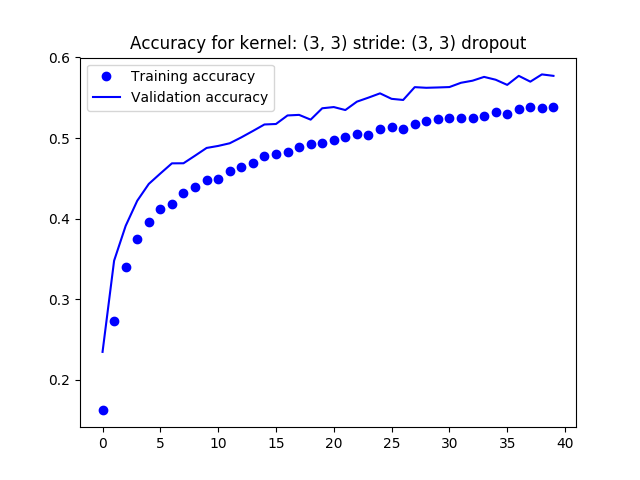 Accuracy for kernel: (3, 3) stride: (3, 3) dropout
Training accuracy
Validation accuracy
0.6
0.5
0.4
0.3
0.2
0 5 10 15 20 25 30 35 40